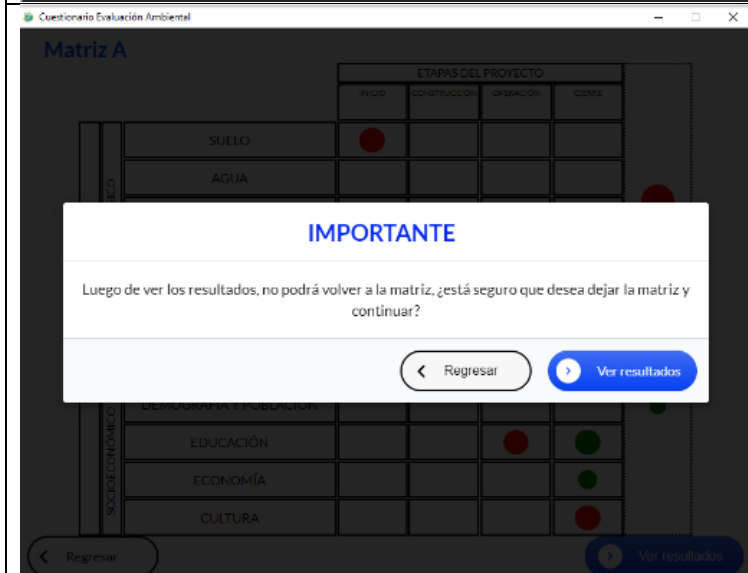 Cuestionario Evaluación Ambiental
Matriz A
ETAPAS DEL PROYECTO
INICIO CONSTRUCCIÓN OPERACIÓN CIERRE
SUELO
AGUA
IMPORTANTE
Luego de ver los resultados, no podrá volver a la matriz, ¿está seguro que desea dejar la matriz y
continuar?
Regresar Ver resultados
DEMOGRAFÍA Y POBLACIÓN
SOCIOECONÓMICO
EDUCACIÓN
ECONOMÍA
CULTURA
Regresar Ver resultados